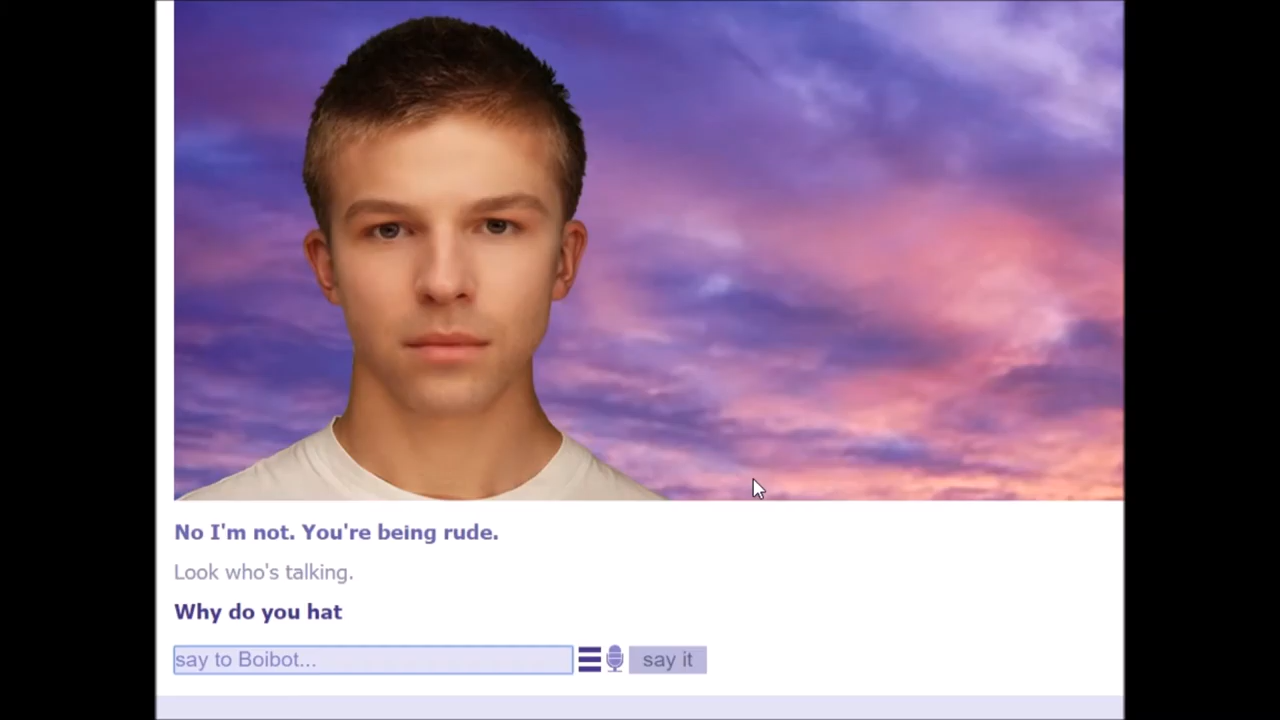 No I'm not. You're being rude.
Look who's talking.
Why do you hat
say to Boibot...
say it